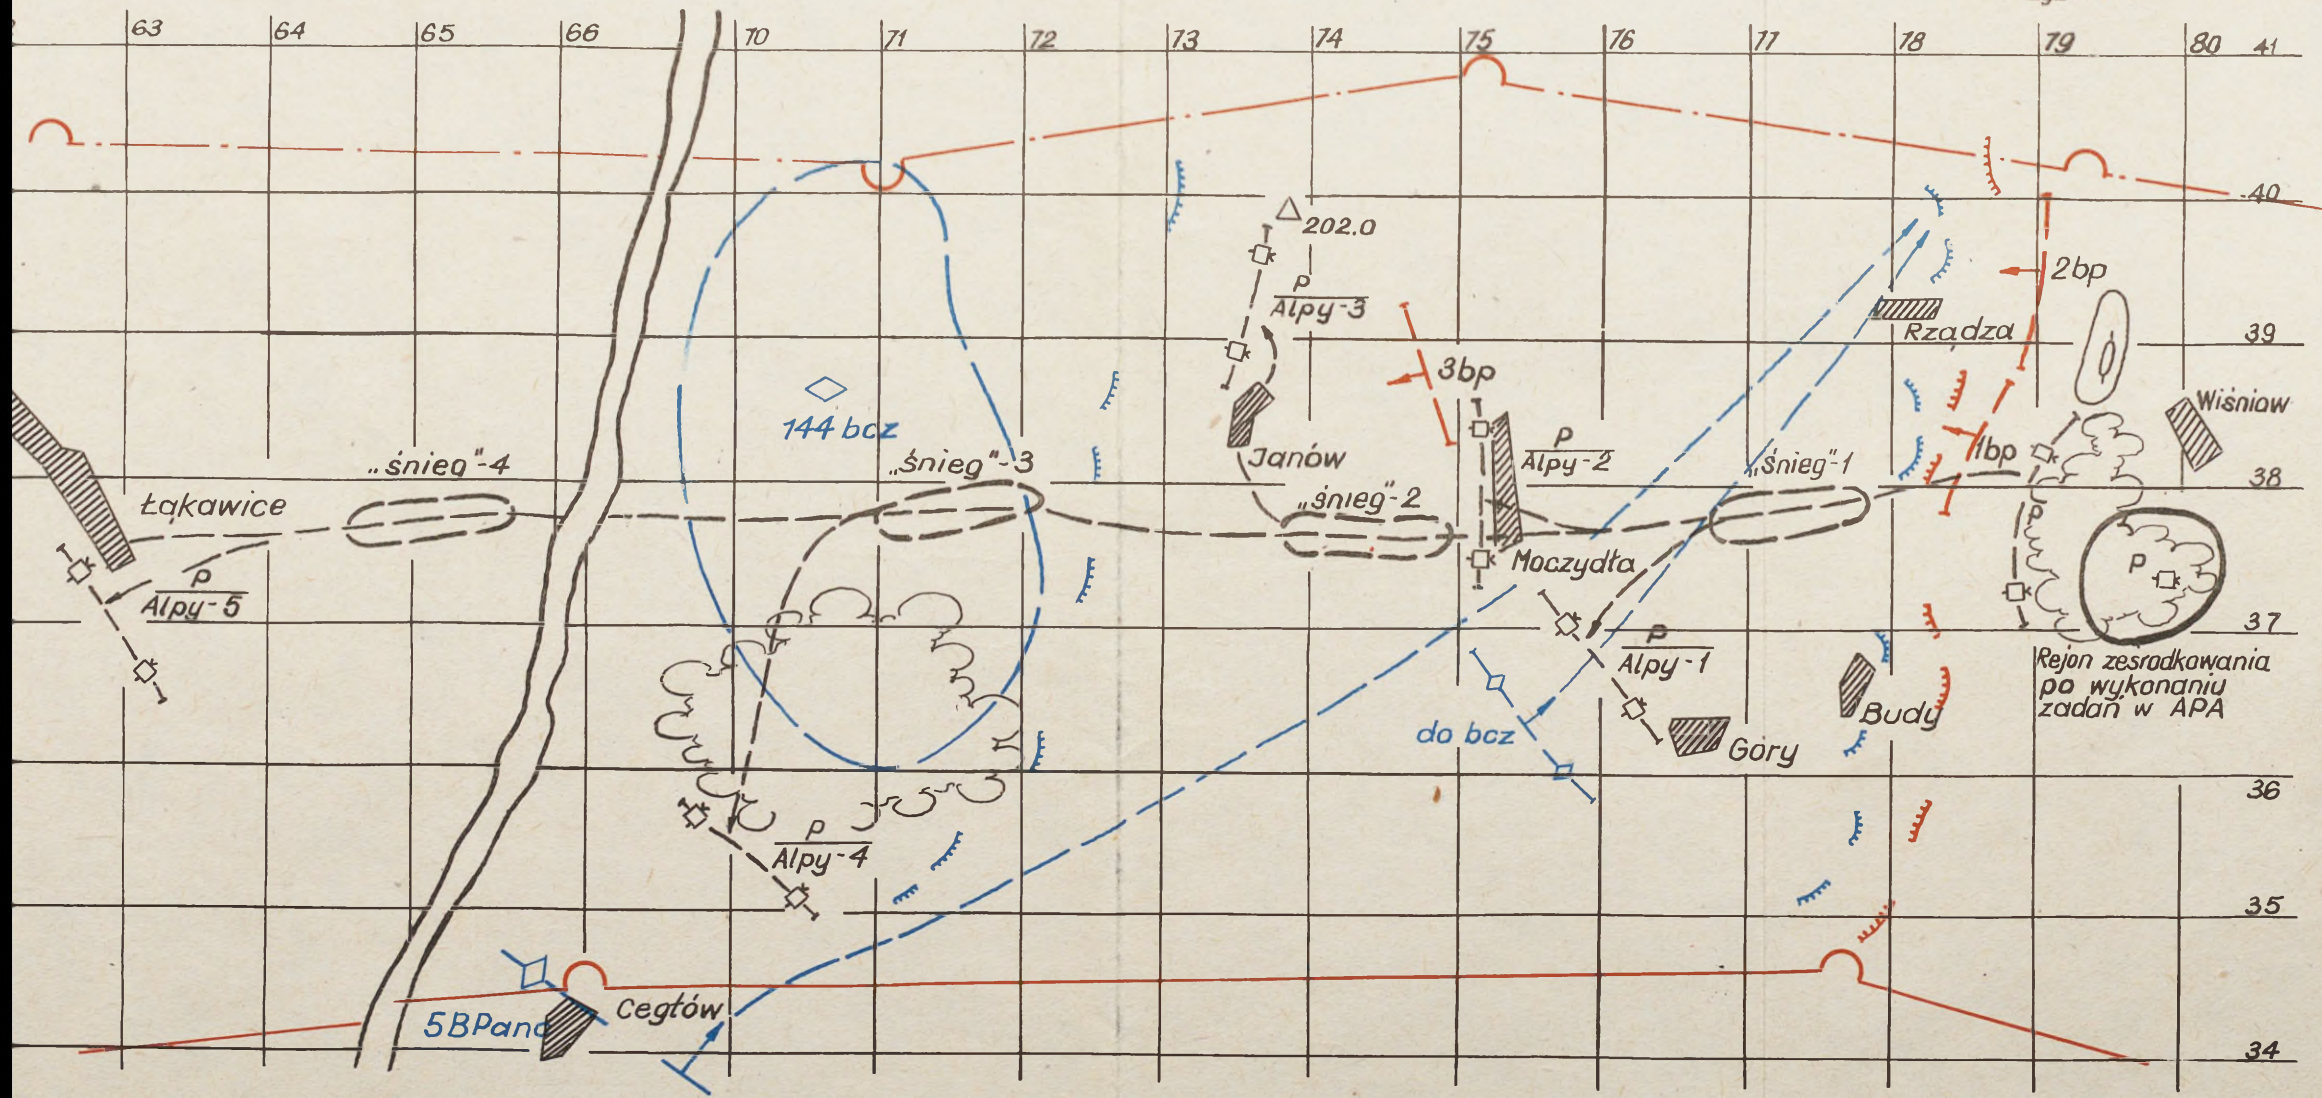 63 64 65 66 70 71 72 73 74 75 76 77 78 79 80 41
40
202.0
2bp
P
Alpy-3
Rządza
39
3bp
144 bcz
Wiśniow
Janów
P
Alpy-2
1bp
„śnieg"-4
„śnieg"-3
„śnieg"-1
38
Łąkawice
„śnieg"-2
Moczydła
P
P
Alpy-5
37
P
Alpy-1
Rejon zesrodkowania
po wykonaniu
zadań w APA
Budy
do bcz
Góry
36
P
Alpy-4
35
Cegłów
5BPanc
34